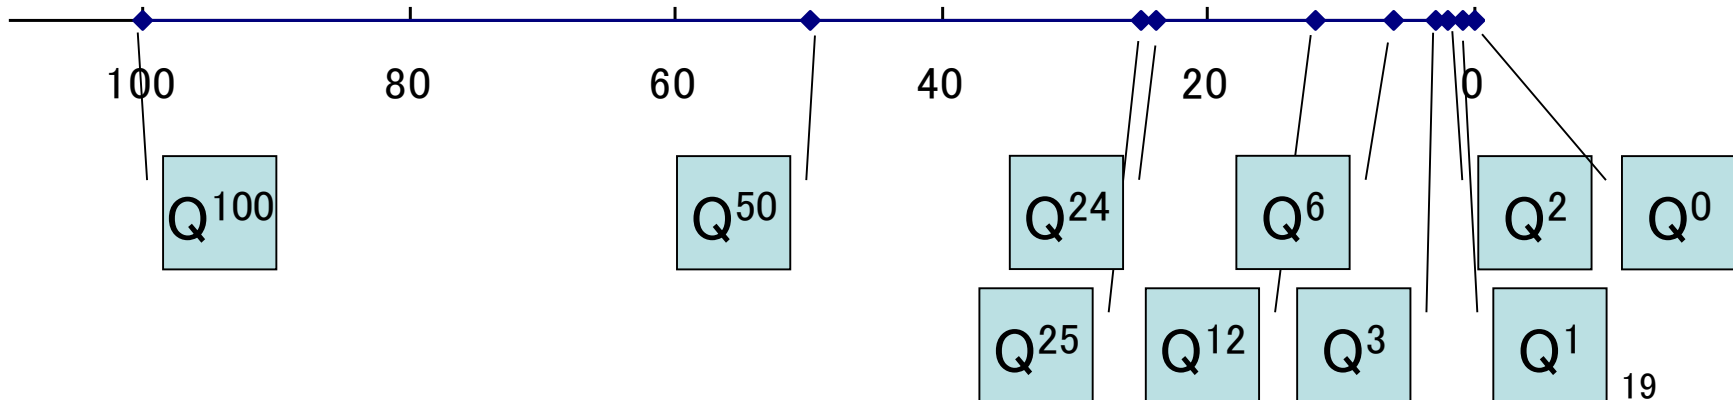 100 80 60 40 20 0
Q¹⁰⁰ Q⁵⁰ Q²⁴ Q⁶ Q² Q⁰
Q²⁵ Q¹² Q³ Q¹
19